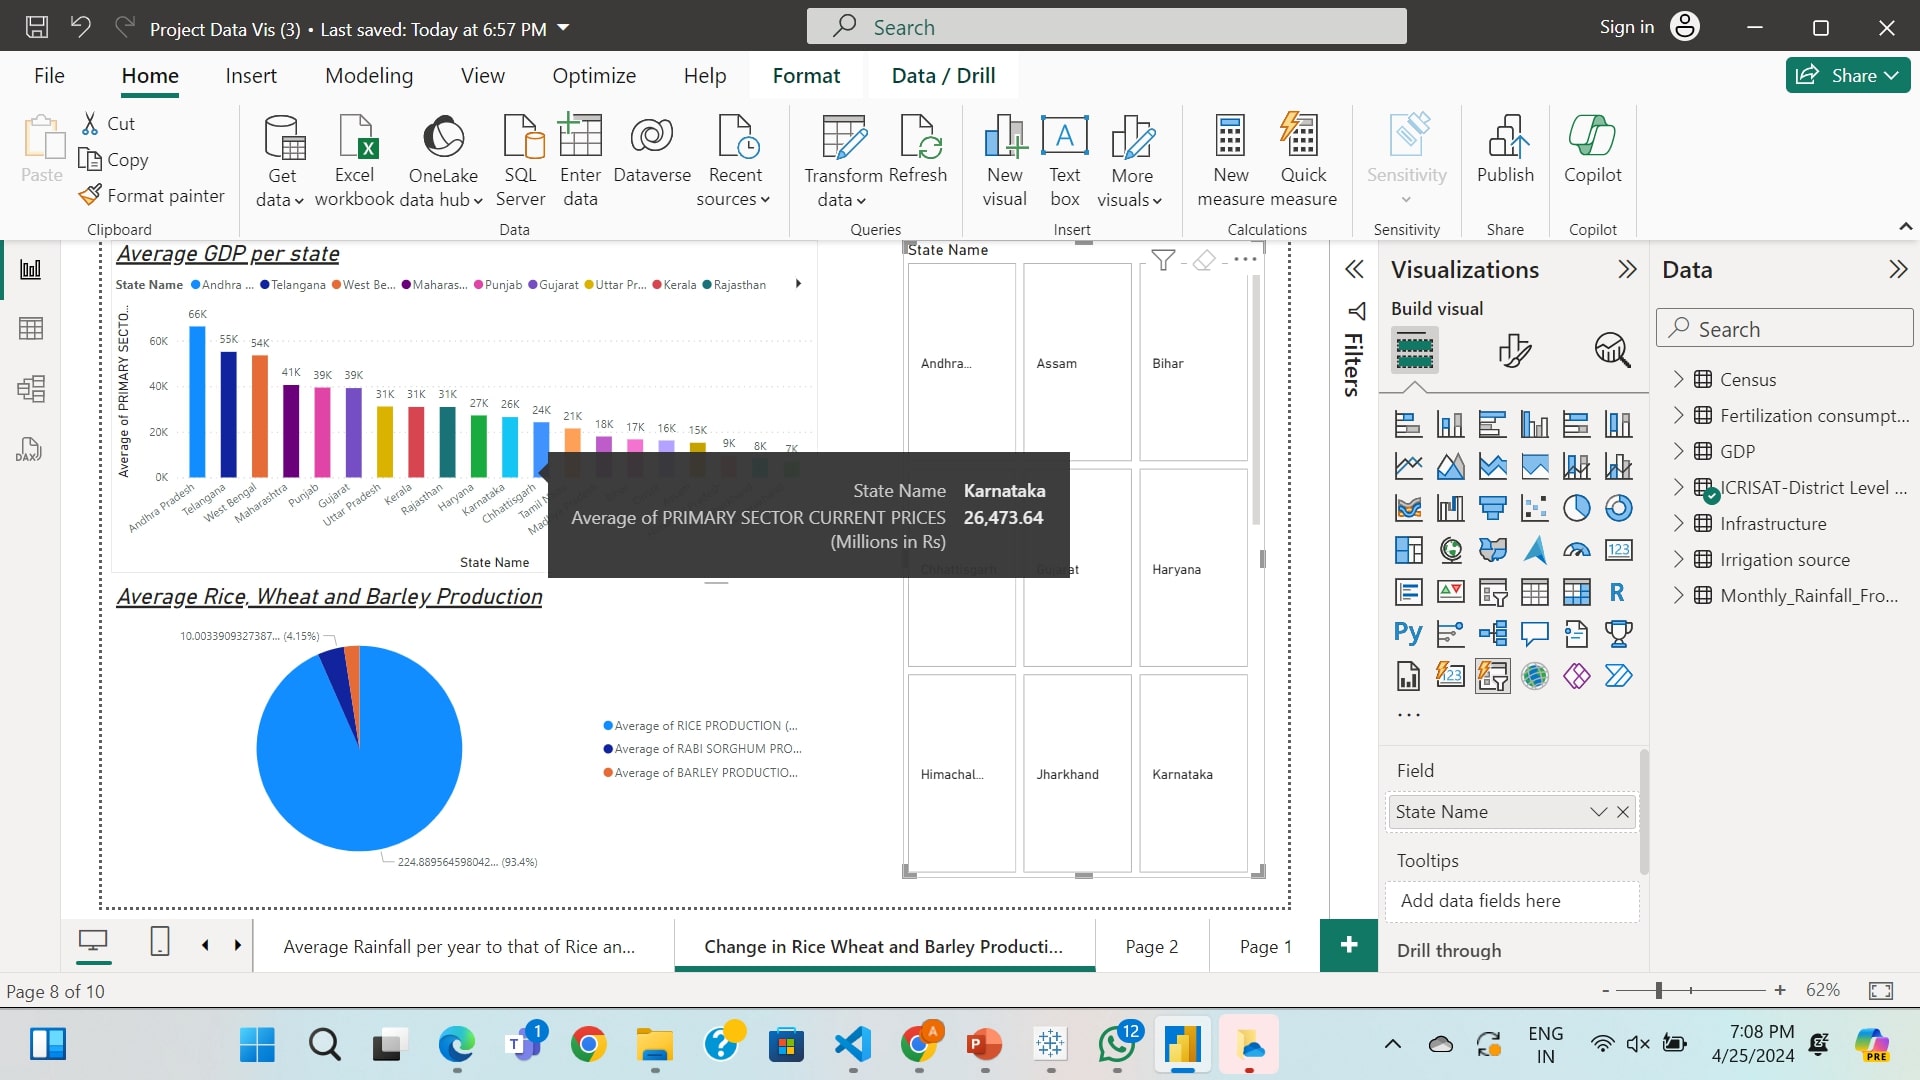 Project Data Vis (3) • Last saved: Today at 6:57 PM
Search
Sign in
File
Home
Insert
Modeling
View
Optimize
Help
Format
Data / Drill
Share
Paste
Cut
Copy
Format painter
Clipboard
Get data
Excel workbook
OneLake data hub
SQL Server
Enter data
Dataverse
Recent sources
Data
Transform data
Refresh
Queries
New visual
Text box
More visuals
Insert
New measure
Quick measure
Calculations
Sensitivity
Sensitivity
Publish
Share
Copilot
Copilot
Average GDP per state
State Name Andhra ... Telangana West Be... Maharas... Punjab Gujarat Uttar Pr... Kerala Rajasthan
Average of PRIMARY SECTO...
60K
40K
20K
0K
66K
55K
54K
41K
39K
39K
31K
31K
31K
27K
26K
24K
21K
18K
17K
16K
15K
9K
8K
7K
Andhra Pradesh
Telangana
West Bengal
Maharashtra
Punjab
Gujarat
Uttar Pradesh
Kerala
Rajasthan
Haryana
Karnataka
Chhattisgarh
State Name
State Name Karnataka
Average of PRIMARY SECTOR CURRENT PRICES 26,473.64
(Millions in Rs)
Average Rice, Wheat and Barley Production
10.0033909327387... (4.15%)
224.889564598042... (93.4%)
Average of RICE PRODUCTION (...
Average of RABI SORGHUM PRO...
Average of BARLEY PRODUCTIO...
State Name
Andhra...
Assam
Bihar
Chhattisgarh
Gujarat
Haryana
Himachal...
Jharkhand
Karnataka
Filters
Visualizations
Build visual
123
R
Py
123
Field
State Name
Tooltips
Add data fields here
Drill through
Data
Search
Census
Fertilization consumpt...
GDP
ICRISAT-District Level ...
Infrastructure
Irrigation source
Monthly_Rainfall_Fro...
DAX
Average Rainfall per year to that of Rice an...
Change in Rice Wheat and Barley Producti...
Page 2
Page 1
Page 8 of 10
62%
1
A
12
ENG
IN
7:08 PM
4/25/2024
PRE